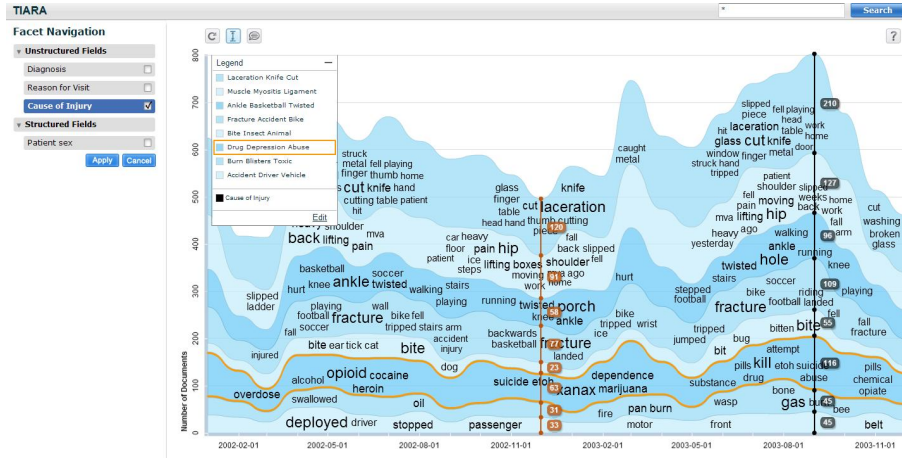 TIARA
*
Search
Facet Navigation
Unstructured Fields
Diagnosis
Reason for Visit
Cause of Injury
Structured Fields
Patient sex
Apply Cancel
?
Legend
Laceration Knife Cut
Muscle Myositis Ligament
Ankle Basketball Twisted
Fracture Accident Bike
Bite Insect Animal
Drug Depression Abuse
Burn Blisters Toxic
Accident Driver Vehicle
Cause of Injury
Edit
Number of Documents
800
700
600
500
400
300
200
100
0
struck
metal fell playing
finger thumb home
cut knife hand
cutting table patient
hit
glass knife
finger
table cut laceration
head hand thumb cutting
caught
metal
slipped fell playing
piece head
hit laceration table work
glass cut knife home
window finger metal door
struck hand
tripped
210
120
shoulder
back lifting mva
pain
car heavy fall
floor pain hip back slipped
patient ice lifting boxes shoulder fell
steps moving ago
work
91
patient
shoulder slipped
fell moving weeks home
pain back work
mva lifting hip fall
heavy ago arm
yesterday
127
cut
washing
broken
glass
basketball soccer
hurt knee ankle twisted walking stairs
playing running twisted porch
knee ankle
58
hurt
walking
ankle
twisted hole running
stairs knee
96
slipped
ladder
playing wall
football fracture bike fell
fall soccer tripped stairs arm
accident
injury
backwards ice
basketball fracture
landed
77
bike
tripped wrist
stepped
football
soccer
bike riding playing
fracture football landed
fell
tripped
jumped
109
fall
fracture
injured
bite ear tick cat bite
dog
23
bug bitten bite
bit
55
overdose alcohol opioid cocaine
heroin
suicide etoh xanax
63
dependence
marijuana
substance
attempt
pills kill etoh suicide
drug abuse
116
pills
chemical
opiate
swallowed
oil
31
fire pan burn
wasp
bone
gas
45
bee
deployed driver stopped passenger
33
motor front
45
belt
2002-02-01 2002-05-01 2002-08-01 2002-11-01 2003-02-01 2003-05-01 2003-08-01 2003-11-01